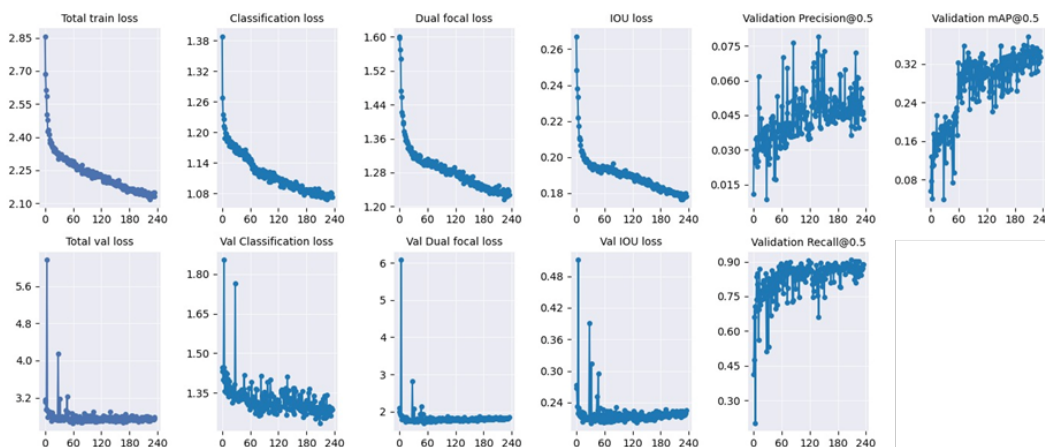 Total train loss
Classification loss
Dual focal loss
IOU loss
Validation Precision@0.5
Validation mAP@0.5
2.85
2.70
2.55
2.40
2.25
2.10
0 60 120 180 240
1.38
1.32
1.26
1.20
1.14
1.08
0 60 120 180 240
1.60
1.52
1.44
1.36
1.28
1.20
0 60 120 180 240
0.26
0.24
0.22
0.20
0.18
0 60 120 180 240
0.075
0.060
0.045
0.030
0.015
0 60 120 180 240
0.32
0.24
0.16
0.08
0 60 120 180 240
Total val loss
Val Classification loss
Val Dual focal loss
Val IOU loss
Validation Recall@0.5
5.6
4.8
4.0
3.2
0 60 120 180 240
1.80
1.65
1.50
1.35
0 60 120 180 240
6
5
4
3
2
0 60 120 180 240
0.48
0.42
0.36
0.30
0.24
0 60 120 180 240
0.90
0.75
0.60
0.45
0.30
0 60 120 180 240